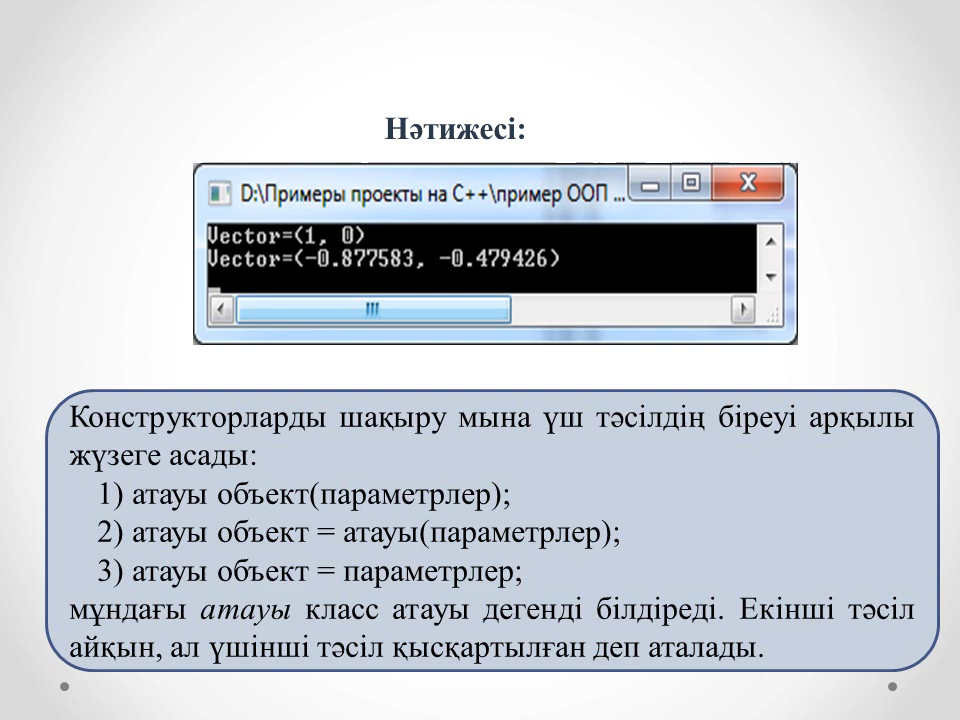 Нәтижесі:
D:\Примеры проекты на C++\пример ООП ...
Vector=(1, 0)
Vector=(-0.877583, -0.479426)
Конструкторларды шақыру мына үш тәсілдің біреуі арқылы
жүзеге асады:
1) атауы объект(параметрлер);
2) атауы объект = атауы(параметрлер);
3) атауы объект = параметрлер;
мұндағы атауы класс атауы дегенді білдіреді. Екінші тәсіл
айқын, ал үшінші тәсіл қысқартылған деп аталады.